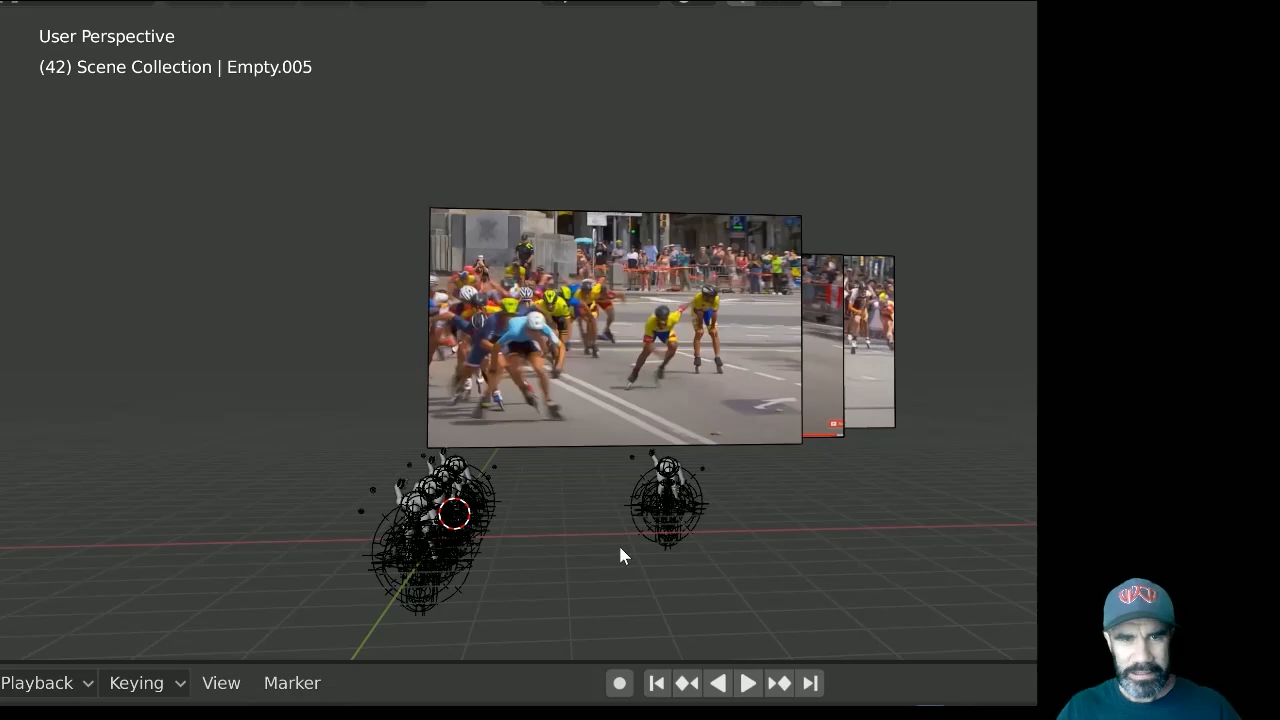 User Perspective
(42) Scene Collection | Empty.005
Playback
Keying
View
Marker